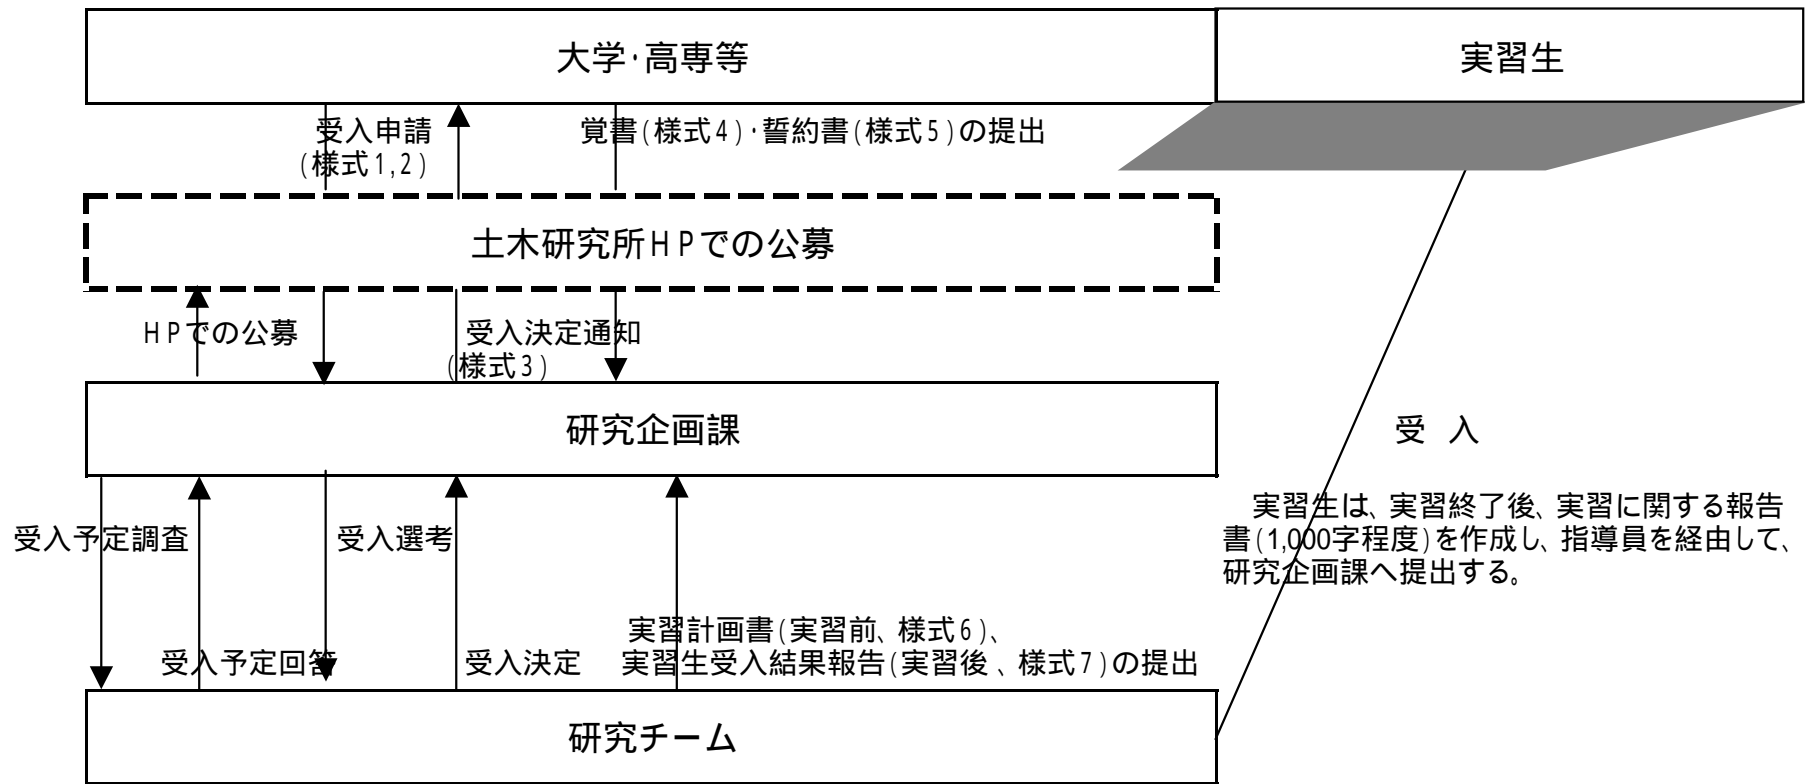 大学・高専等
実習生
受入申請
(様式1,2)
覚書(様式4)・誓約書(様式5)の提出
土木研究所HPでの公募
HPでの公募
受入決定通知
(様式3)
研究企画課
受 入
受入予定調査
受入選考
実習生は、実習終了後、実習に関する報告
書(1,000字程度)を作成し、指導員を経由して、
研究企画課へ提出する。
受入予定回答
受入決定
実習計画書(実習前、様式6)、
実習生受入結果報告(実習後、様式7)の提出
研究チーム